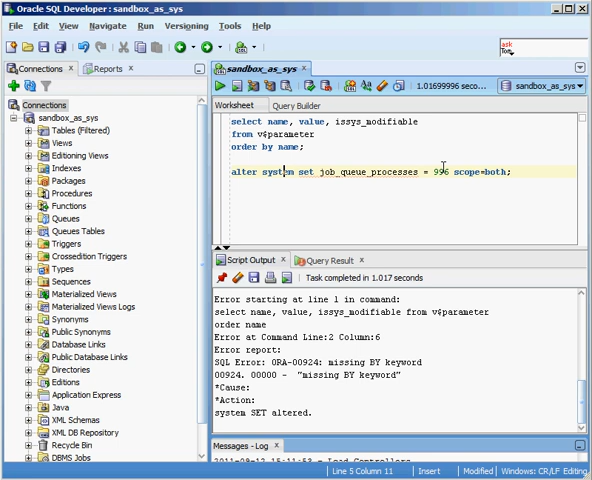 Oracle SQL Developer : sandbox_as_sys
File Edit View Navigate Run Versioning Tools Help
ask
Tom
Connections Reports
sandbox_as_sys
1.01699996 seco... sandbox_as_sys
Worksheet Query Builder
Connections
sandbox_as_sys
Tables (Filtered)
Views
Editioning Views
Indexes
Packages
Procedures
Functions
Queues
Queues Tables
Triggers
Crossedition Triggers
Types
Sequences
Materialized Views
Materialized Views Logs
Synonyms
Public Synonyms
Database Links
Public Database Links
Directories
Editions
Application Express
Java
XML Schemas
XML DB Repository
Recycle Bin
DBMS Jobs
select name, value, issys_modifiable
from v$parameter
order by name;
alter system set job_queue_processes = 996 scope=both;
Script Output Query Result
Task completed in 1.017 seconds
Error starting at line 1 in command:
select name, value, issys_modifiable from v$parameter
order name
Error at Command Line:2 Column:6
Error report:
SQL Error: ORA-00924: missing BY keyword
00924. 00000 - "missing BY keyword"
*Cause:
*Action:
system SET altered.
Messages - Log
Line 5 Column 11 Insert Modified Windows: CR/LF Editing